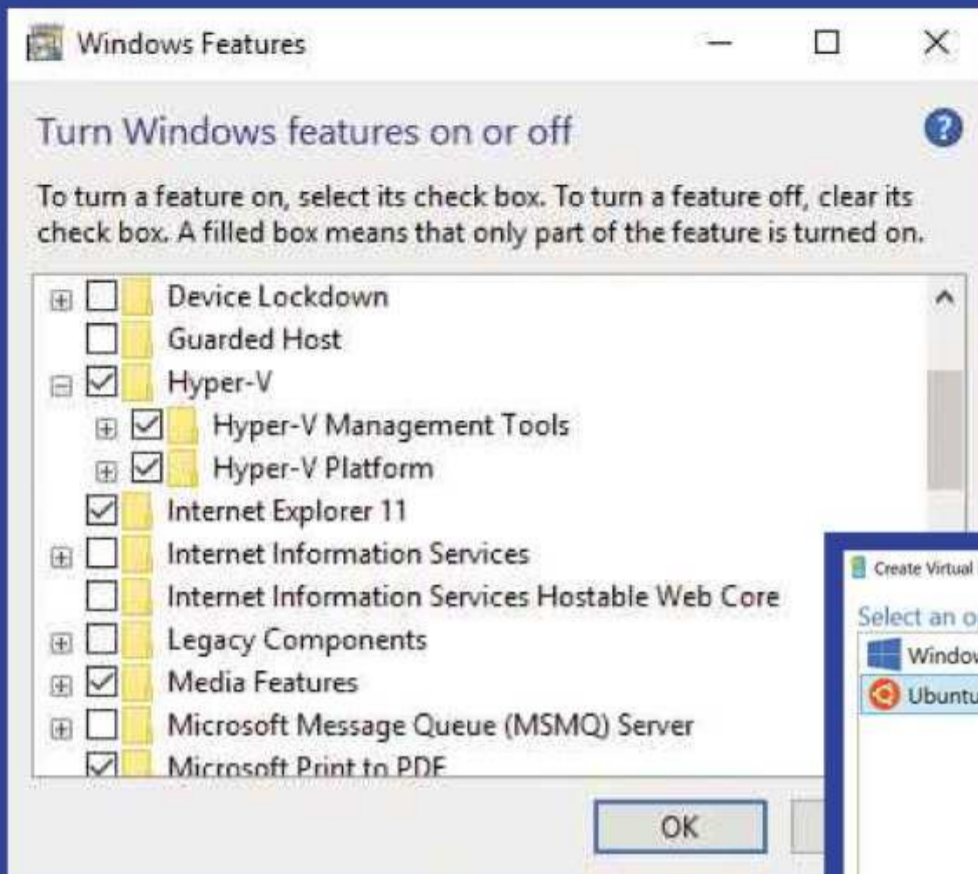 Windows Features
Turn Windows features on or off
To turn a feature on, select its check box. To turn a feature off, clear its
check box. A filled box means that only part of the feature is turned on.
Device Lockdown
Guarded Host
Hyper-V
Hyper-V Management Tools
Hyper-V Platform
Internet Explorer 11
Internet Information Services
Internet Information Services Hostable Web Core
Legacy Components
Media Features
Microsoft Message Queue (MSMQ) Server
Microsoft Print to PDF
OK
Create Virtual
Select an